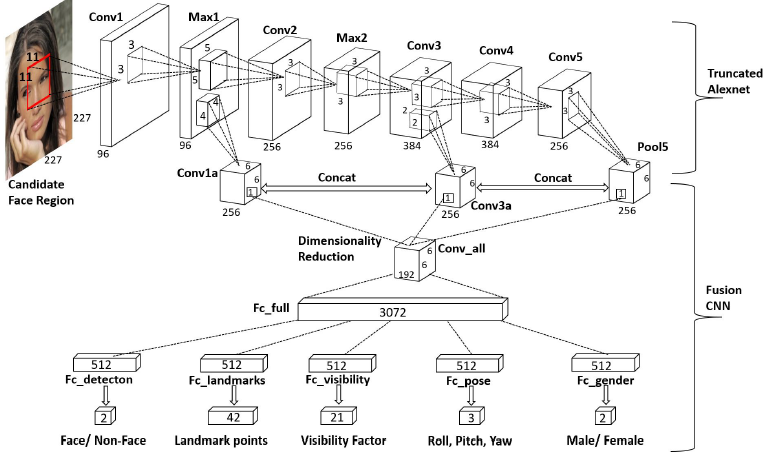 Conv1
Max1
Conv2
Max2
Conv3
Conv4
Conv5
11
11
227
227
Candidate
Face Region
3
3
96
5
5
4
4
96
3
3
256
3
3
256
3
3
2
2
384
3
3
384
3
3
256
Truncated
Alexnet
Pool5
Conv1a
6
6
1
256
Concat
6
6
1
256
Conv3a
Concat
6
6
1
256
Dimensionality
Reduction
Conv_all
6
6
192
Fusion
CNN
Fc_full
3072
512
512
512
512
512
Fc_detecton
Fc_landmarks
Fc_visibility
Fc_pose
Fc_gender
2
42
21
3
2
Face/ Non-Face
Landmark points
Visibility Factor
Roll, Pitch, Yaw
Male/ Female